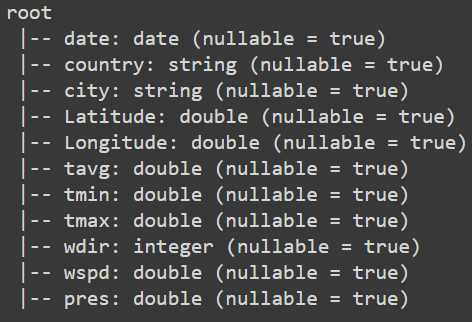 root
 |-- date: date (nullable = true)
 |-- country: string (nullable = true)
 |-- city: string (nullable = true)
 |-- Latitude: double (nullable = true)
 |-- Longitude: double (nullable = true)
 |-- tavg: double (nullable = true)
 |-- tmin: double (nullable = true)
 |-- tmax: double (nullable = true)
 |-- wdir: integer (nullable = true)
 |-- wspd: double (nullable = true)
 |-- pres: double (nullable = true)